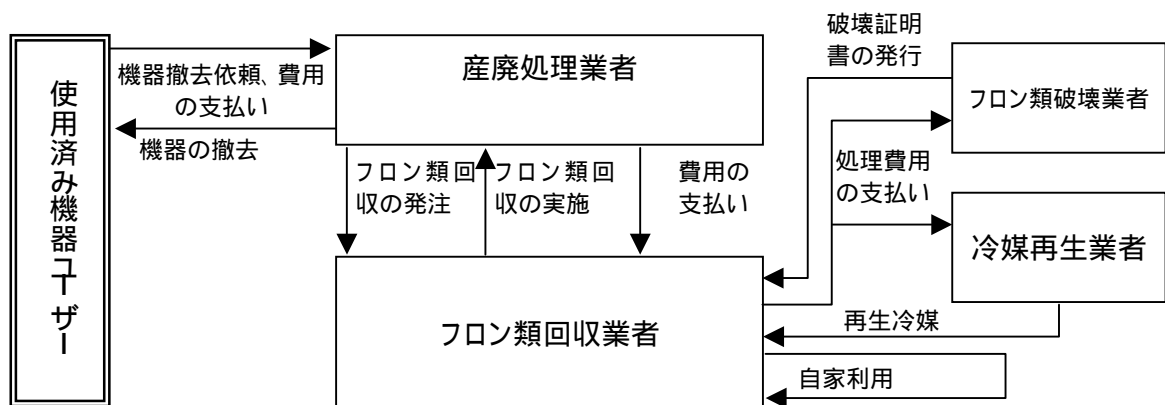 使用済み機器ユーザー
機器撤去依頼、費用
の支払い
機器の撤去
産廃処理業者
フロン類回
収の発注
フロン類回
収の実施
費用の
支払い
フロン類回収業者
破壊証明
書の発行
フロン類破壊業者
処理費用
の支払い
冷媒再生業者
再生冷媒
自家利用